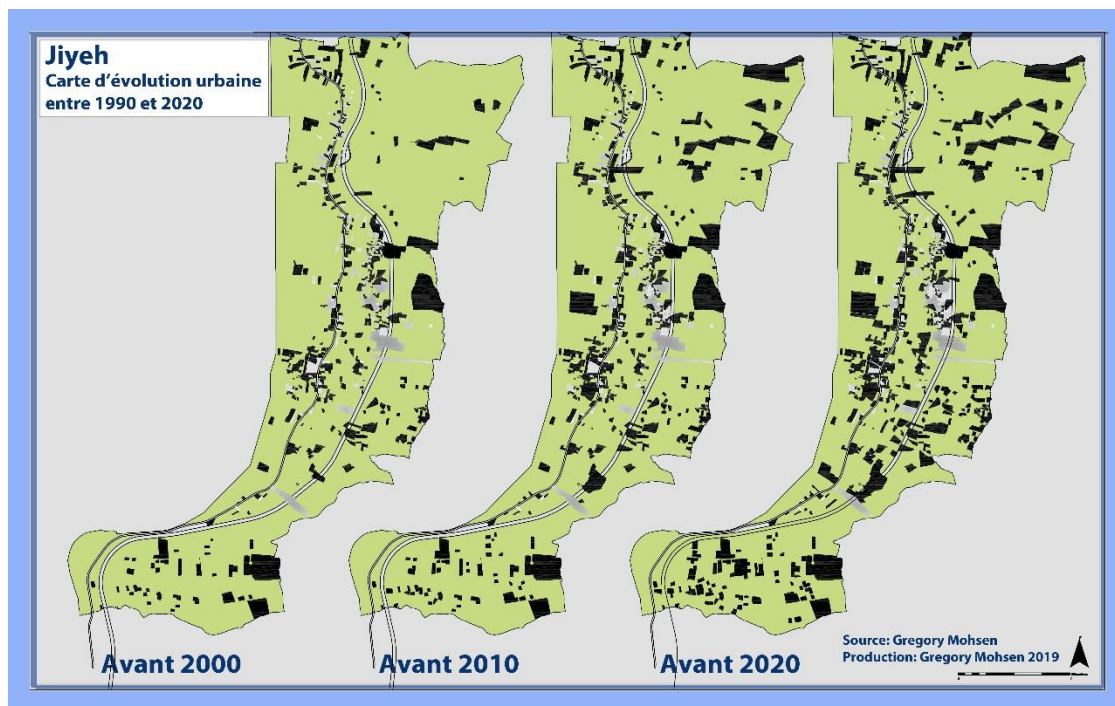 Jiyeh
Carte d'évolution urbaine
entre 1990 et 2020
Avant 2000
Avant 2010
Avant 2020
Source: Gregory Mohsen
Production: Gregory Mohsen 2019